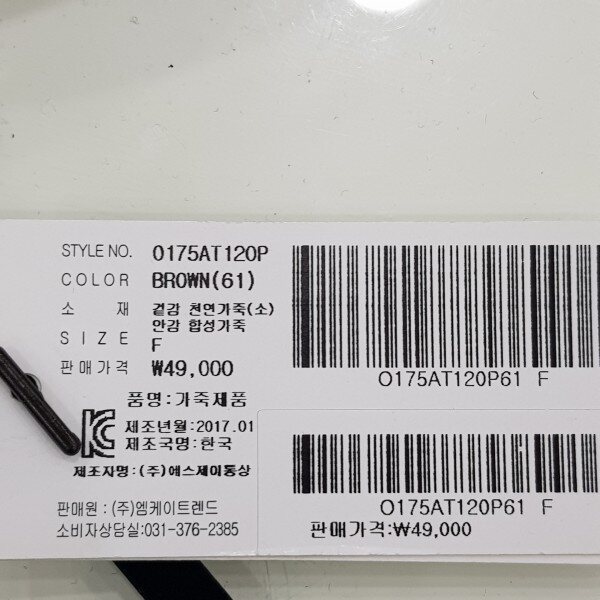 STYLE NO. O175AT120P
COLOR BROWN(61)
소 재 겉감 천연가죽(소)
안감 합성가죽
SIZE F
판매가격 ₩49,000
O175AT120P61 F
품명:가죽제품
KC 제조년월:2017.01
제조국명:한국
제조자명:(주)에스제이통상
판매원 : (주)엠케이트렌드
소비자상담실:031-376-2385
O175AT120P61 F
판매가격:₩49,000